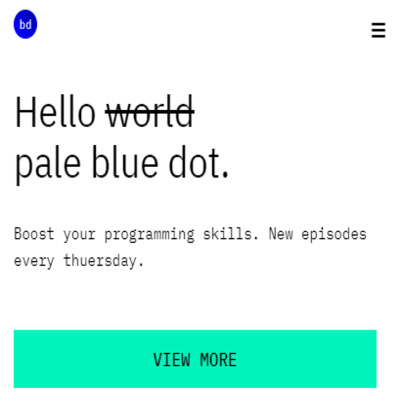 bd
Hello world
pale blue dot.
Boost your programming skills. New episodes
every thuersday.
VIEW MORE